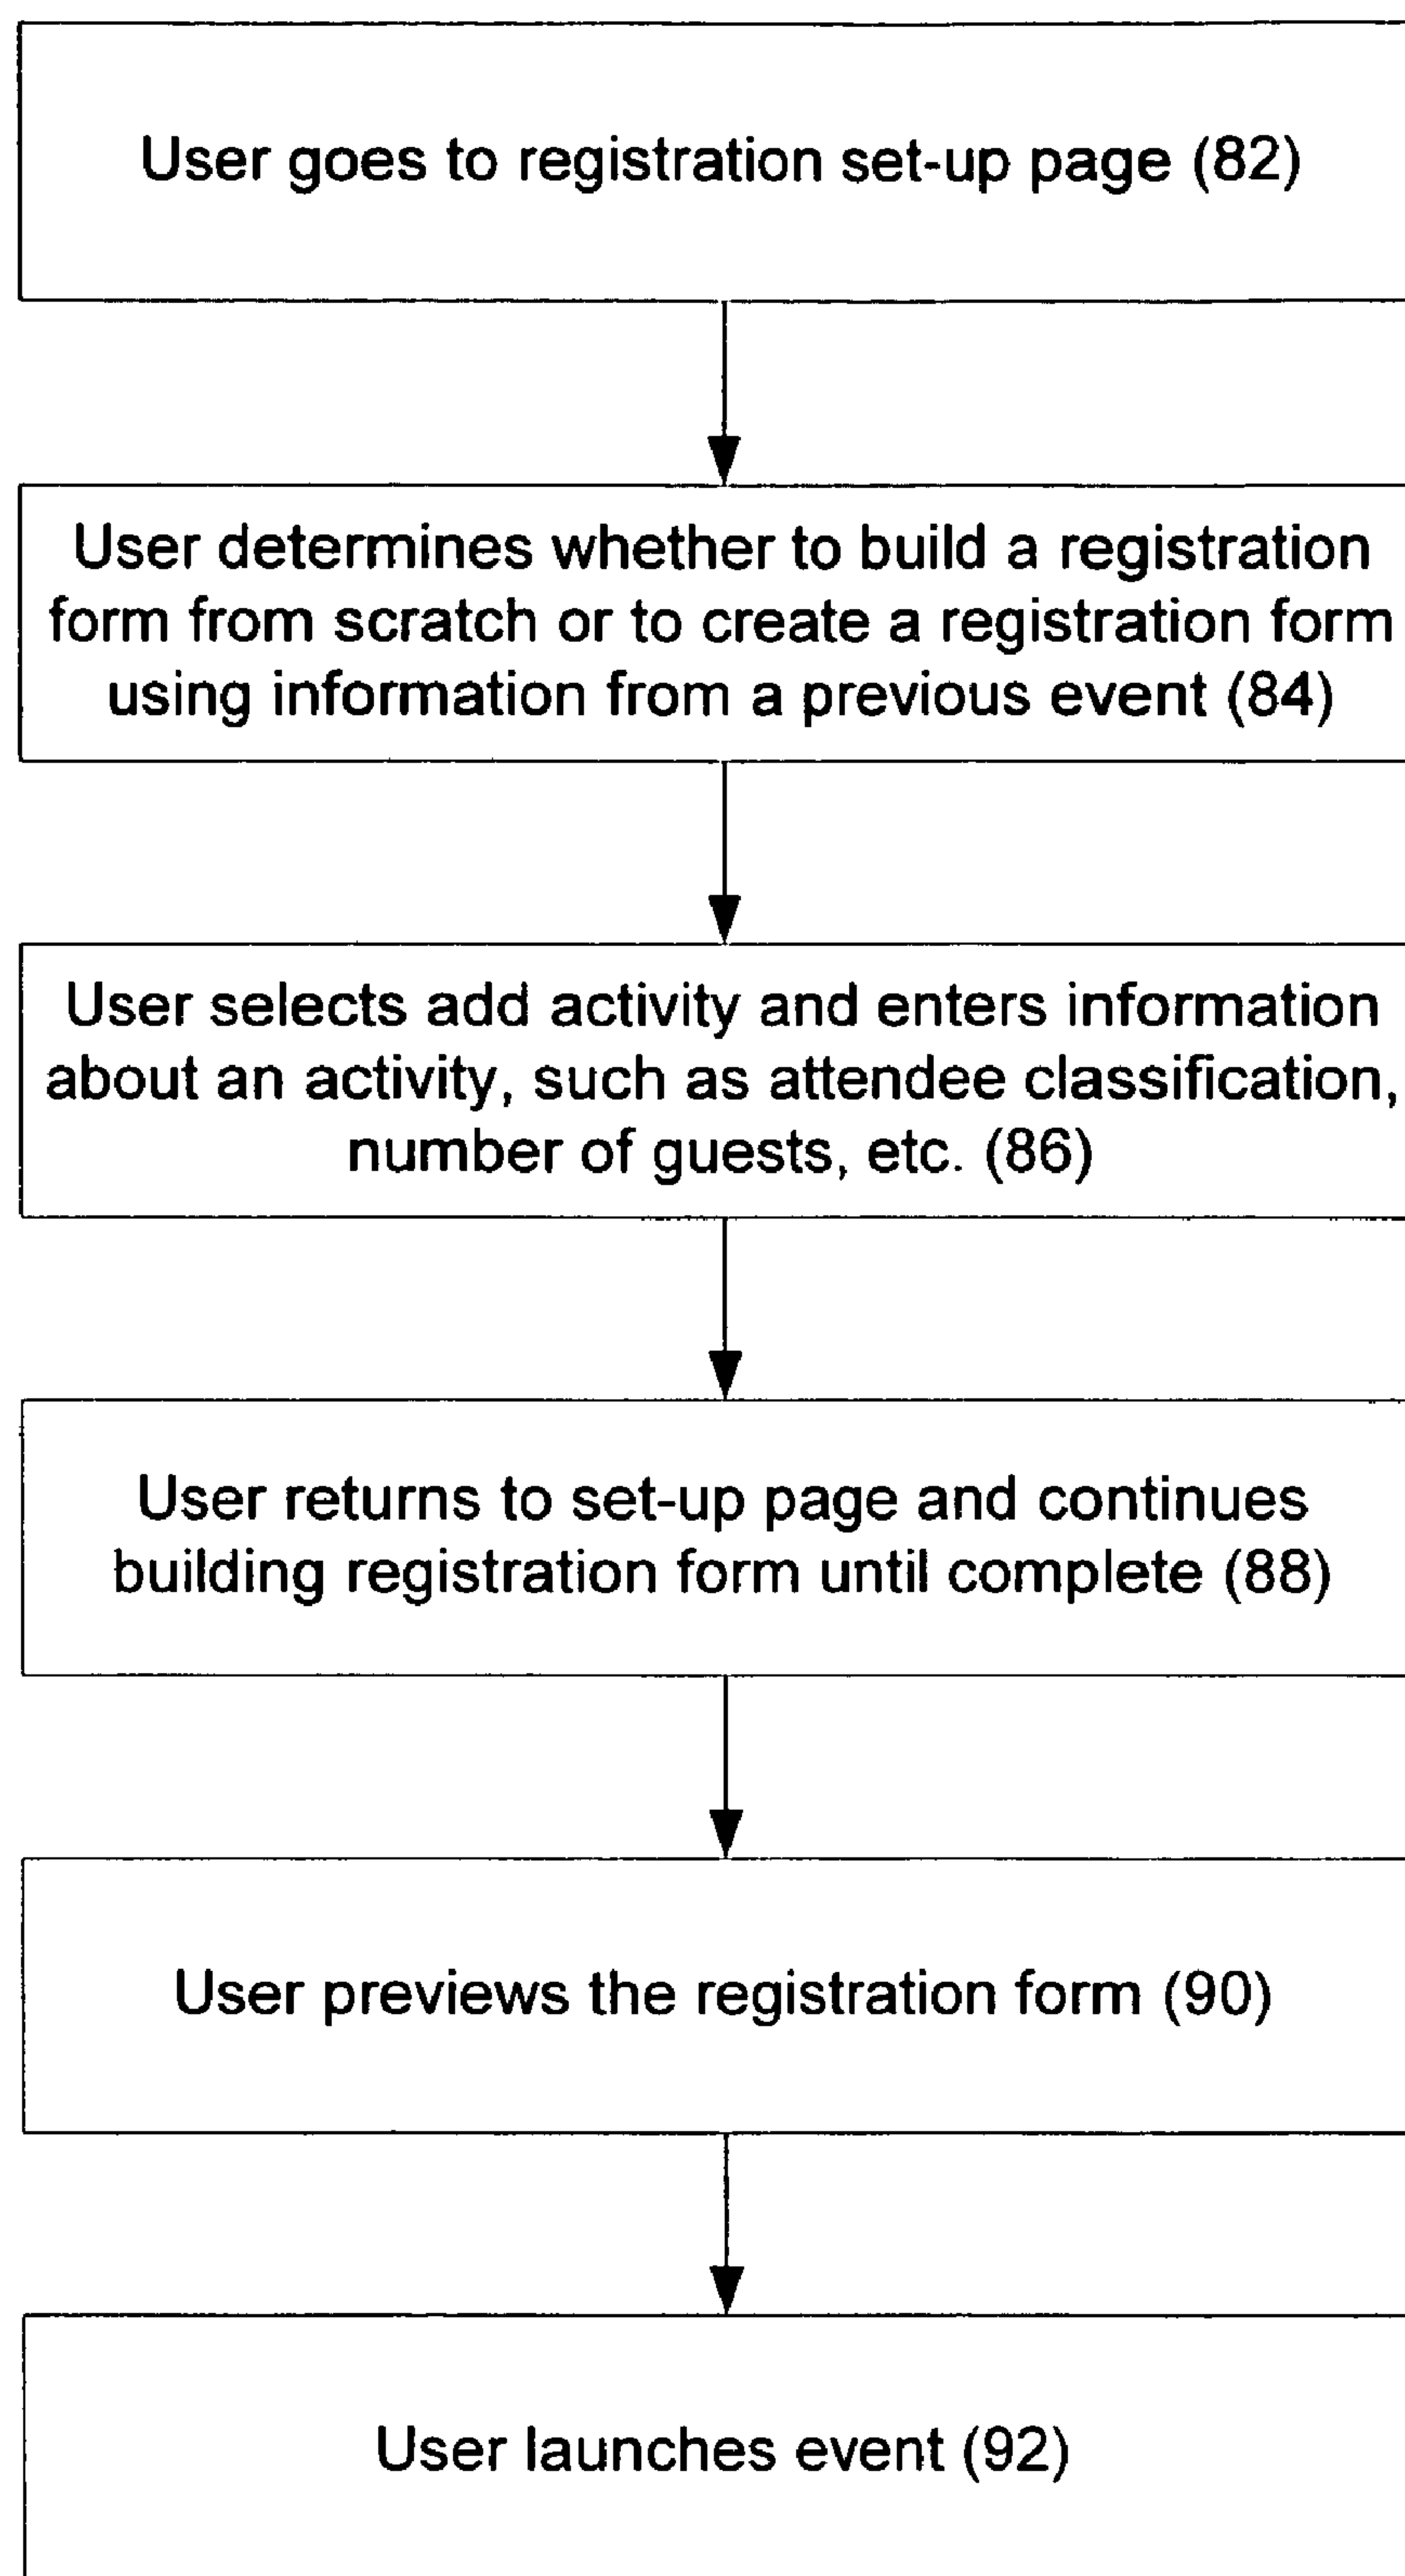 User goes to registration set-up page (82)
User determines whether to build a registration
form from scratch or to create a registration form
using information from a previous event (84)
User selects add activity and enters information
about an activity, such as attendee classification,
number of guests, etc. (86)
User returns to set-up page and continues
building registration form until complete (88)
User previews the registration form (90)
User launches event (92)